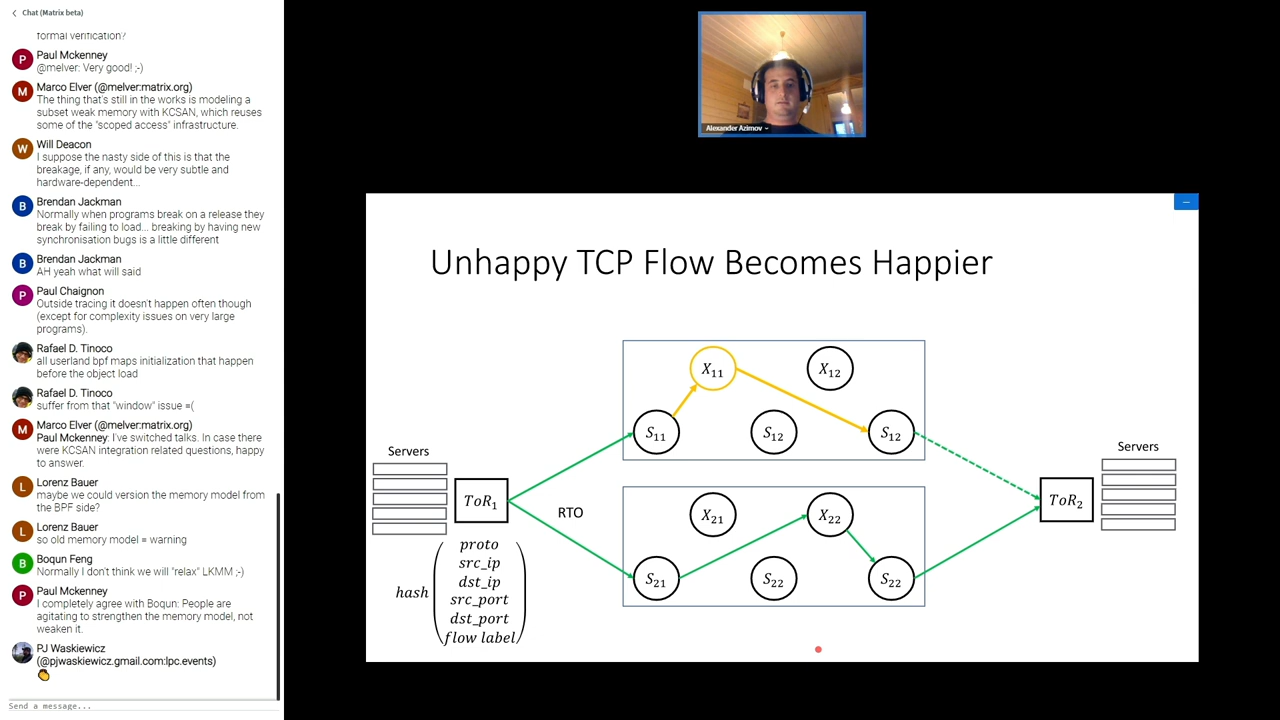 Chat (Matrix beta)
formal verification?
Paul Mckenney
@melver: Very good! ;-)
Marco Elver (@melver:matrix.org)
The thing that's still in the works is modeling a
subset weak memory with KCSAN, which reuses
some of the "scoped access" infrastructure.
Will Deacon
I suppose the nasty side of this is that the
breakage, if any, would be very subtle and
hardware-dependent...
Brendan Jackman
Normally when programs break on a release they
break by failing to load... breaking by having new
synchronisation bugs is a little different
Brendan Jackman
AH yeah what will said
Paul Chaignon
Outside tracing it doesn't happen often though
(except for complexity issues on very large
programs).
Rafael D. Tinoco
all userland bpf maps initialization that happen
before the object load
Rafael D. Tinoco
suffer from that "window" issue =(
Marco Elver (@melver:matrix.org)
Paul Mckenney: I've switched talks. In case there
were KCSAN integration related questions, happy
to answer.
Lorenz Bauer
maybe we could version the memory model from
the BPF side?
Lorenz Bauer
so old memory model = warning
Boqun Feng
Normally I don't think we will "relax" LKMM ;-)
Paul Mckenney
I completely agree with Boqun: People are
agitating to strengthen the memory model, not
weaken it.
PJ Waskiewicz
(@pjwaskiewicz.gmail.com:lpc.events)
👏
Send a message...
P
M
W
B
B
P
M
L
L
B
P
Alexander Azimov
Unhappy TCP Flow Becomes Happier
X₁₁
X₁₂
S₁₁
S₁₂
S₁₂
Servers
ToR₁
RTO
X₂₁
X₂₂
S₂₁
S₂₂
S₂₂
Servers
ToR₂
hash
proto
src_ip
dst_ip
src_port
dst_port
flow label